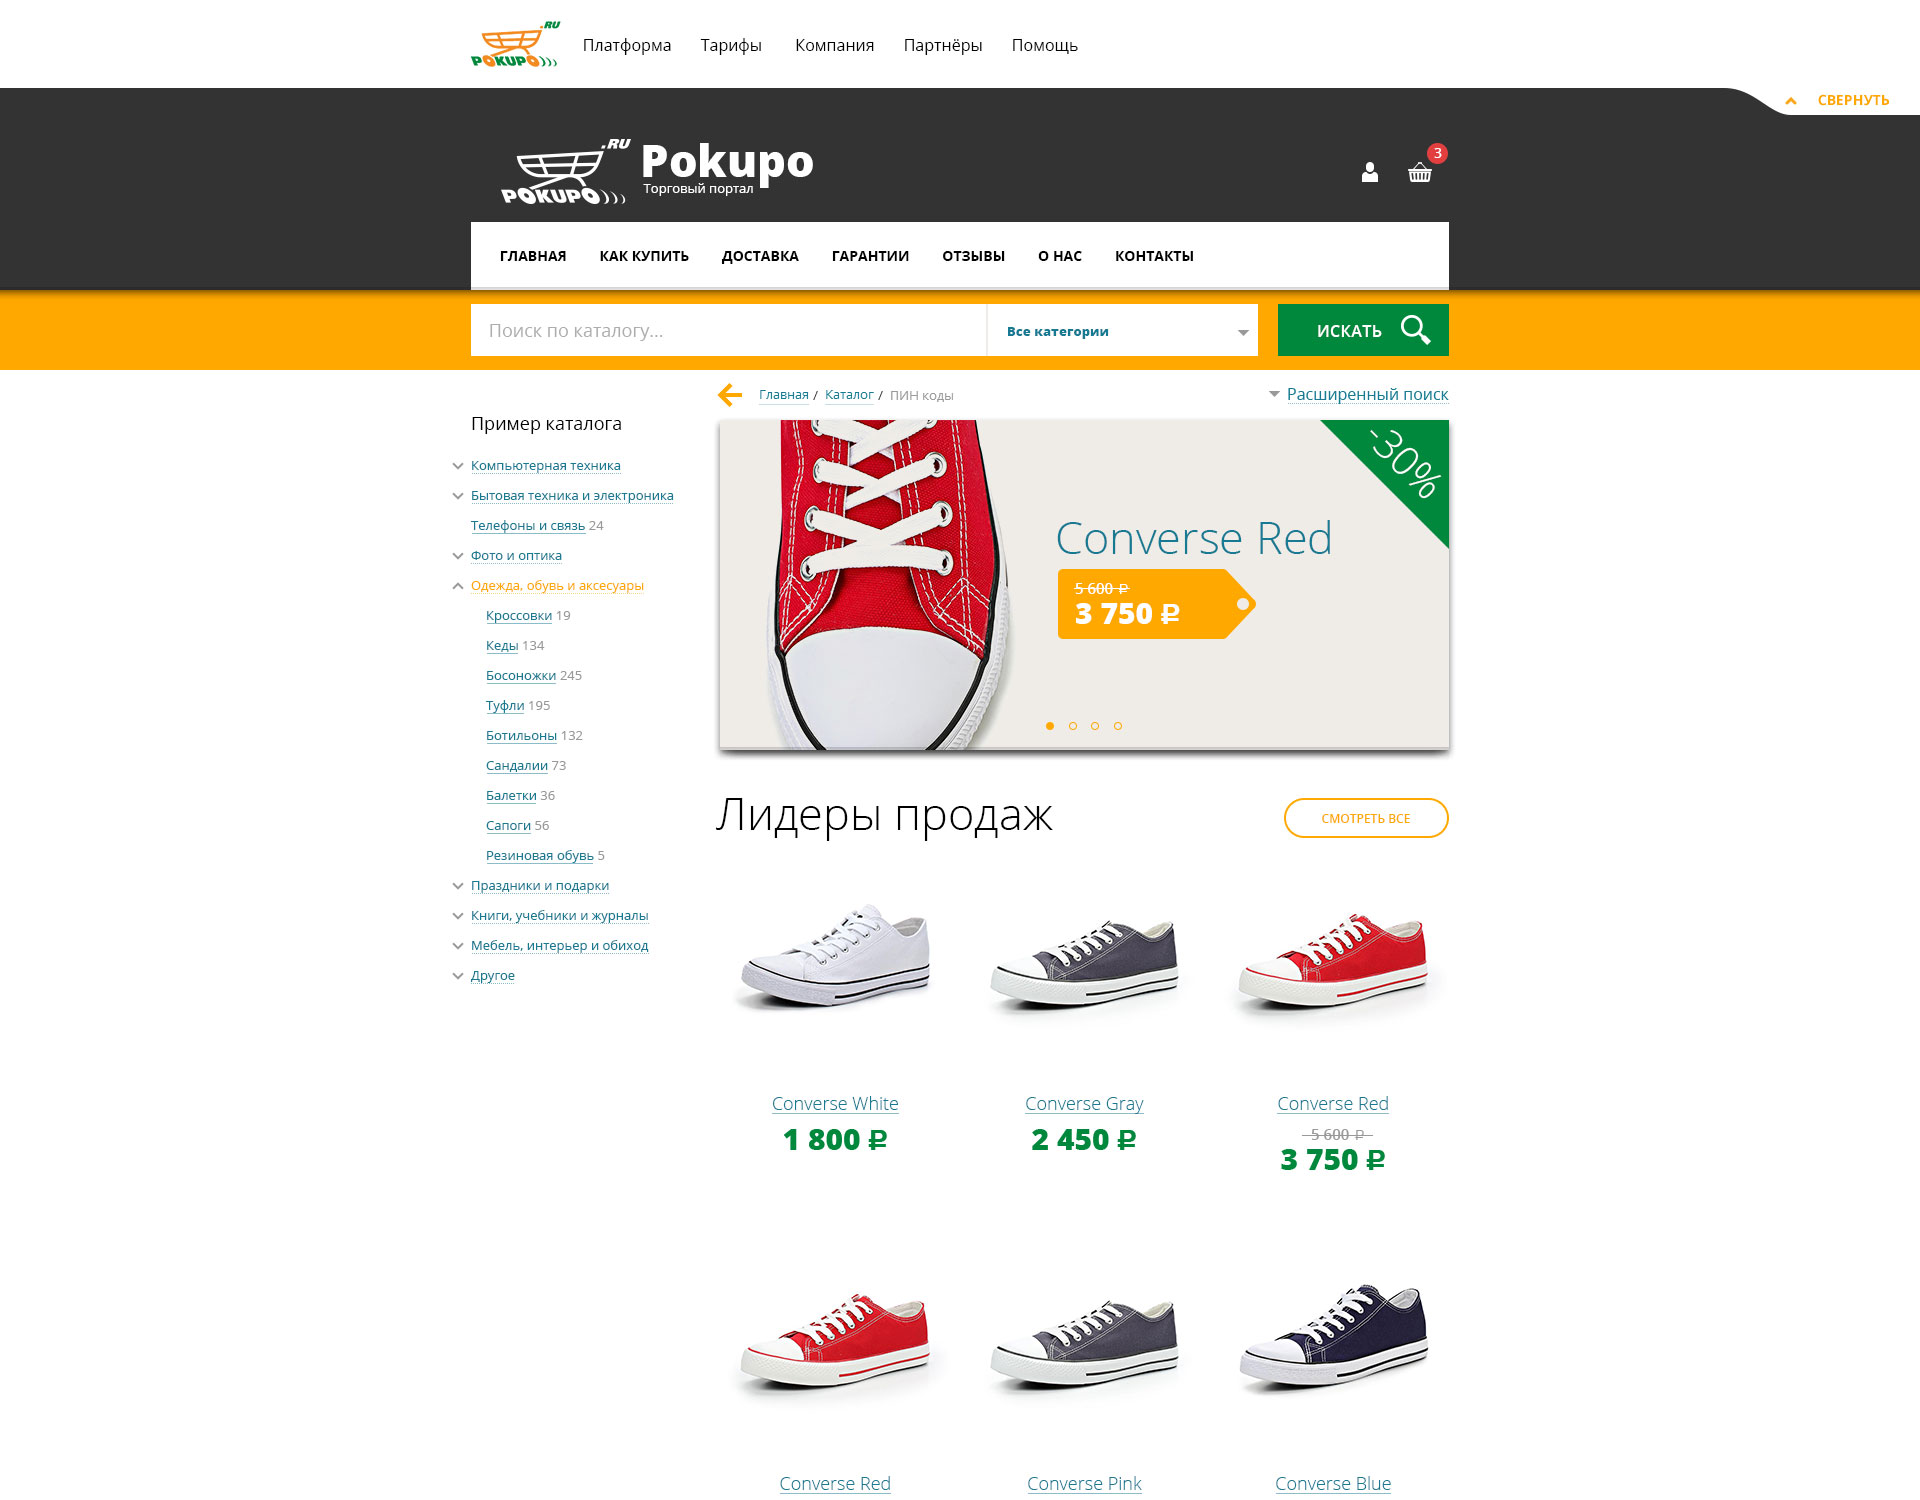 .RU
POKUPO
Платформа Тарифы Компания Партнёры Помощь
СВЕРНУТЬ
.RU
POKUPO
Pokupo
Торговый портал
3
ГЛАВНАЯ КАК КУПИТЬ ДОСТАВКА ГАРАНТИИ ОТЗЫВЫ О НАС КОНТАКТЫ
Поиск по каталогу... Все категории ИСКАТЬ
Главная / Каталог / ПИН коды
Расширенный поиск
Пример каталога
Компьютерная техника
Бытовая техника и электроника
Телефоны и связь 24
Фото и оптика
Одежда, обувь и аксесуары
Кроссовки 19
Кеды 134
Босоножки 245
Туфли 195
Ботильоны 132
Сандалии 73
Балетки 36
Сапоги 56
Резиновая обувь 5
Праздники и подарки
Книги, учебники и журналы
Мебель, интерьер и обиход
Другое
-30%
Converse Red
5 600 ₽
3 750 ₽
Лидеры продаж
СМОТРЕТЬ ВСЕ
Converse White
1 800 ₽
Converse Gray
2 450 ₽
Converse Red
5 600 ₽
3 750 ₽
Converse Red
Converse Pink
Converse Blue